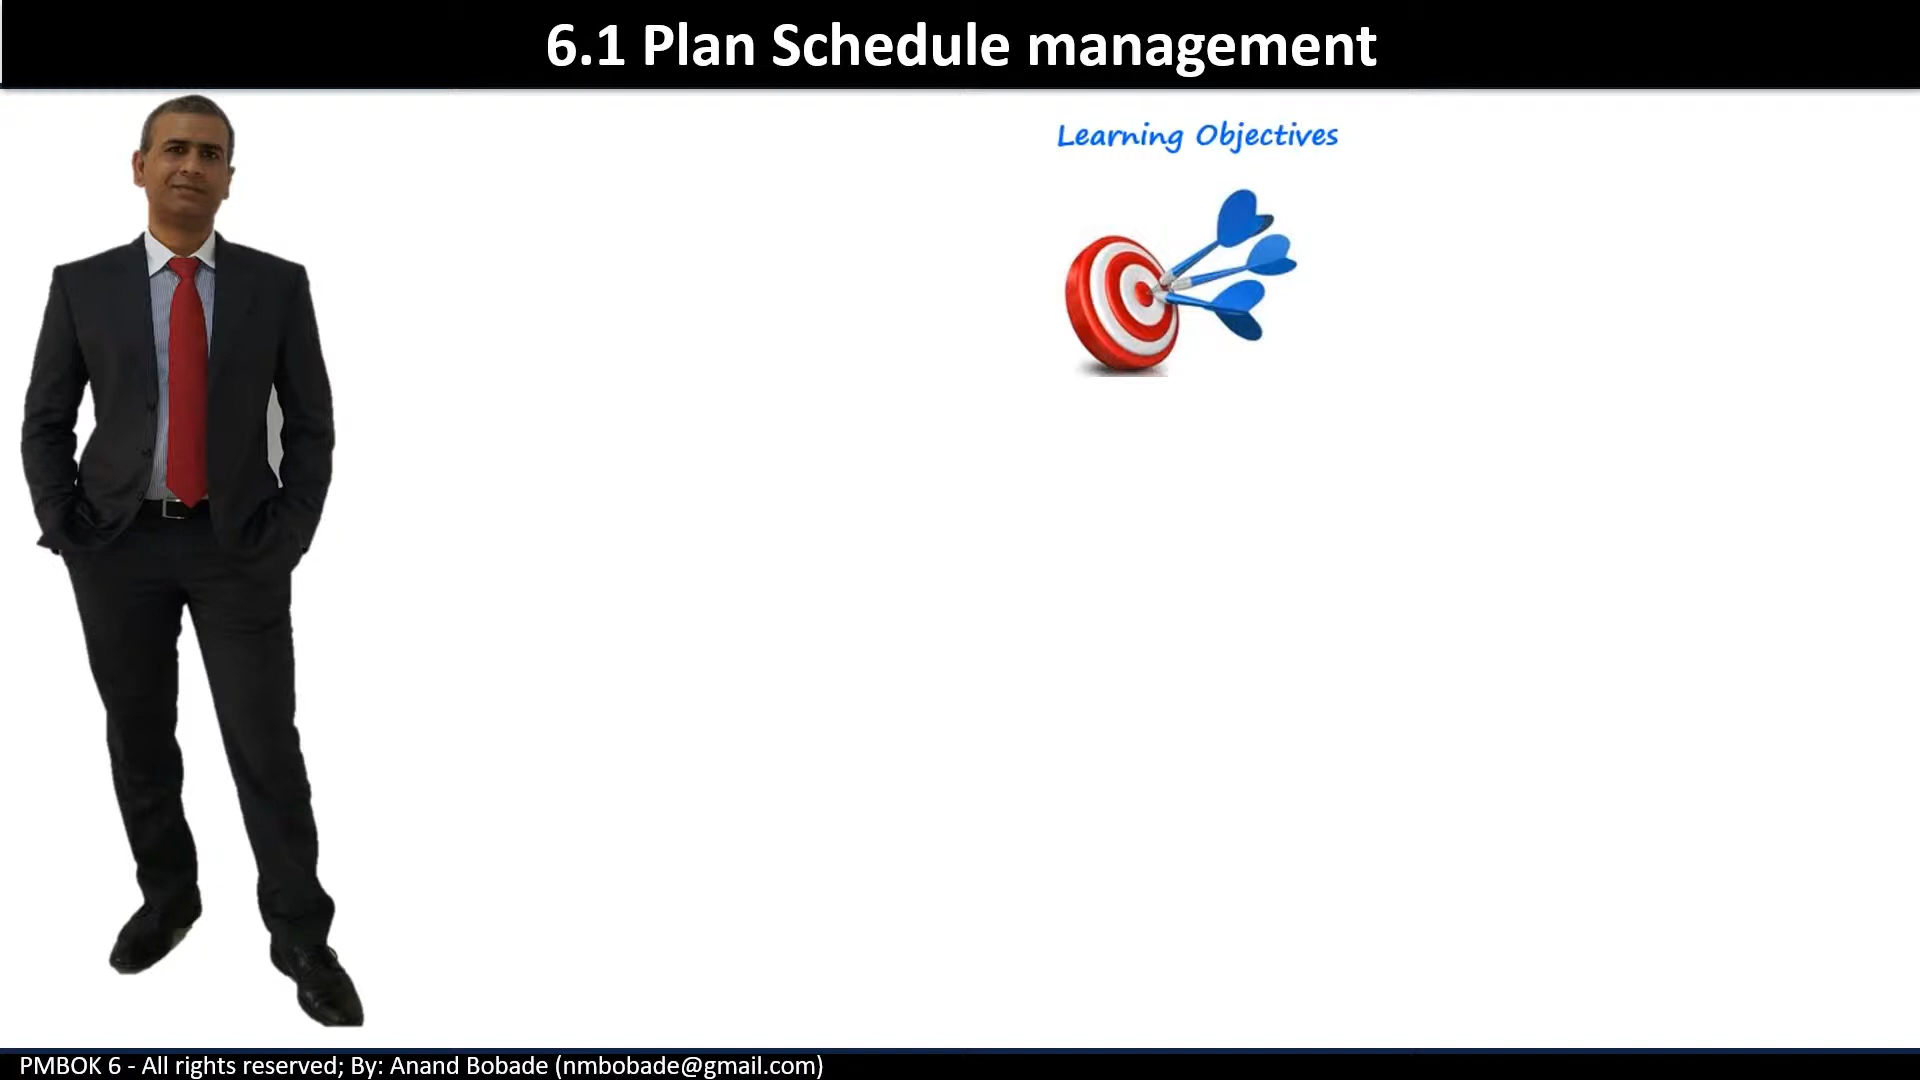 6.1 Plan Schedule management
Learning Objectives
PMBOK 6 - All rights reserved; By: Anand Bobade (nmbobade@gmail.com)